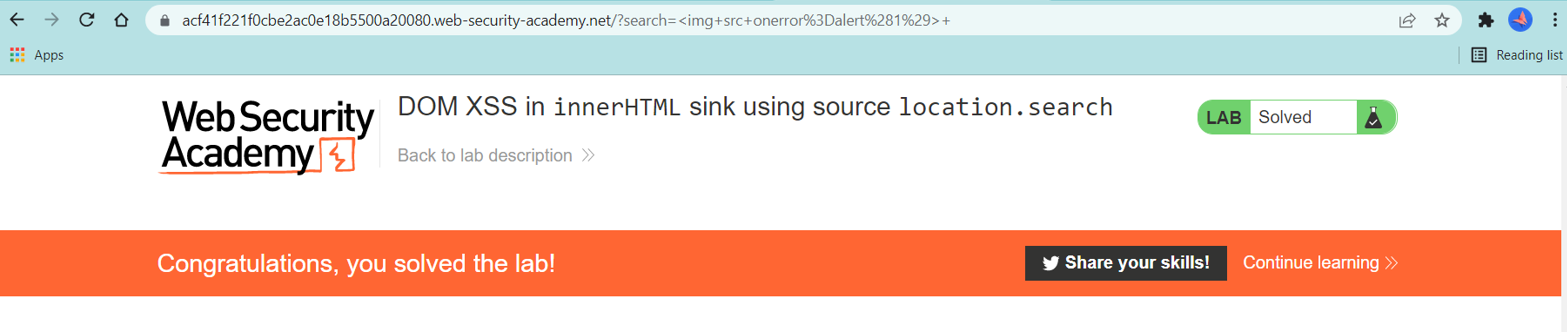 acf41f221f0cbe2ac0e18b5500a20080.web-security-academy.net/?search=<img+src+onerror%3Dalert%281%29>+
Apps
Reading list
Web Security
Academy
DOM XSS in innerHTML sink using source location.search
Back to lab description
LAB Solved
Congratulations, you solved the lab!
Share your skills!
Continue learning